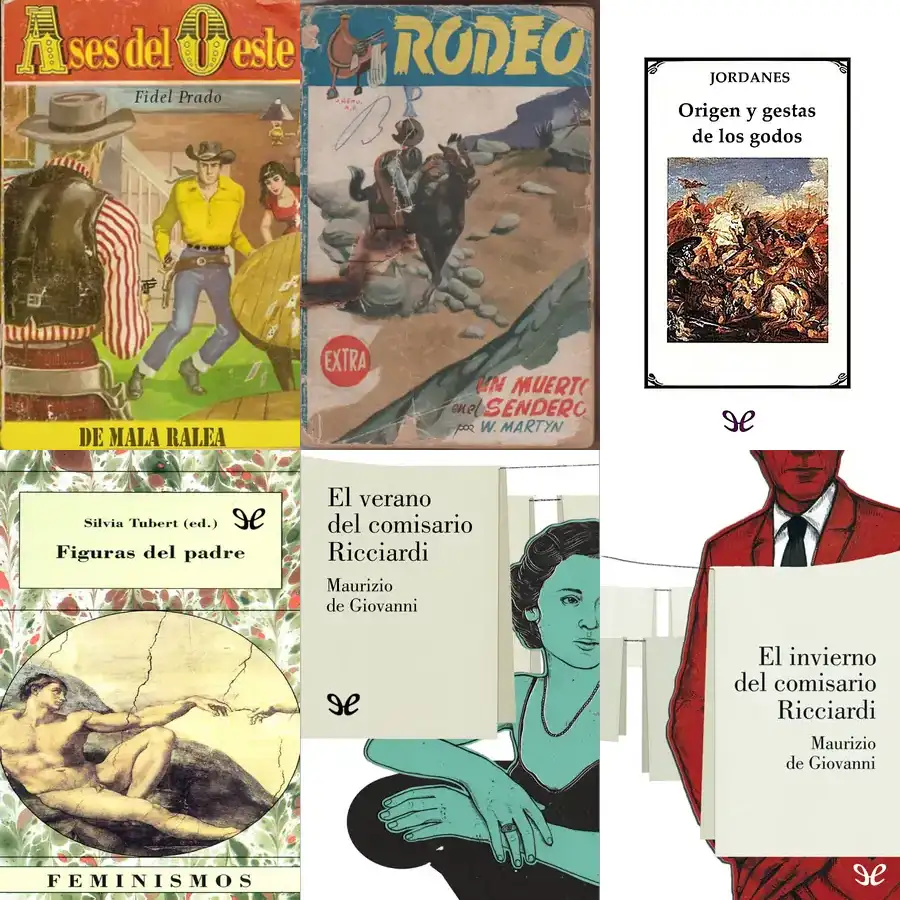 Ases del Oeste
Fidel Prado
DE MALA RALEA
RODEO
EXTRA
UN MUERTO
en el SENDERO
por W. MARTYN
JORDANES
Origen y gestas
de los godos
Silvia Tubert (ed.)
Figuras del padre
FEMINISMOS
El verano
del comisario
Ricciardi
Maurizio
de Giovanni
El invierno
del comisario
Ricciardi
Maurizio
de Giovanni